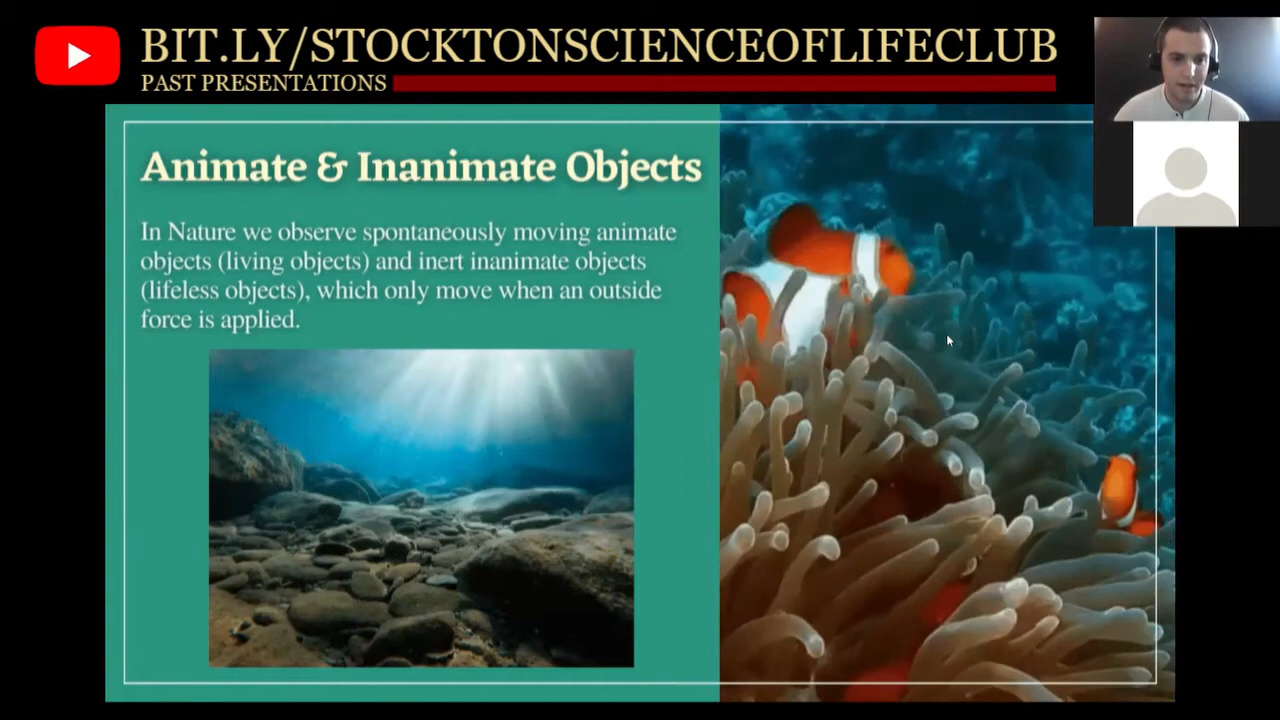 BIT.LY/STOCKTONSCIENCEOFLIFECLUB
PAST PRESENTATIONS
Animate & Inanimate Objects
In Nature we observe spontaneously moving animate
objects (living objects) and inert inanimate objects
(lifeless objects), which only move when an outside
force is applied.